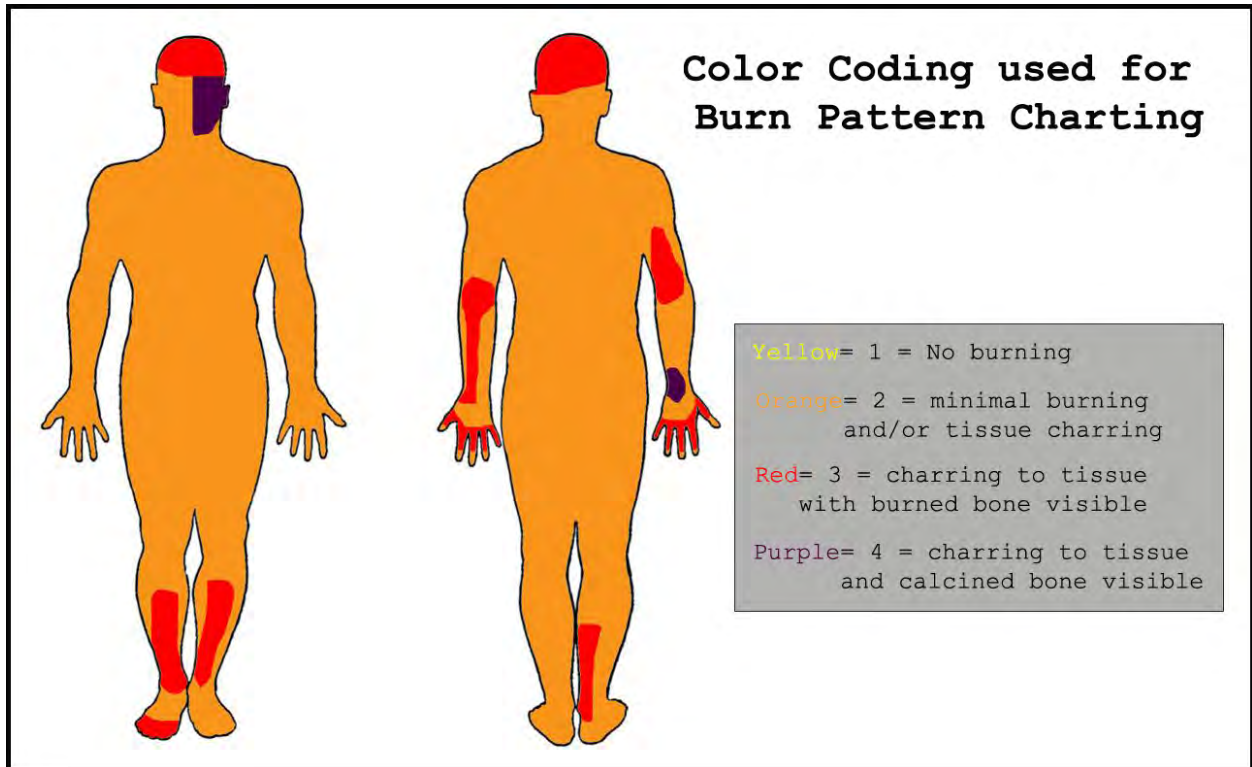 Color Coding used for
Burn Pattern Charting
Yellow= 1 = No burning
Orange= 2 = minimal burning
and/or tissue charring
Red= 3 = charring to tissue
with burned bone visible
Purple= 4 = charring to tissue
and calcined bone visible